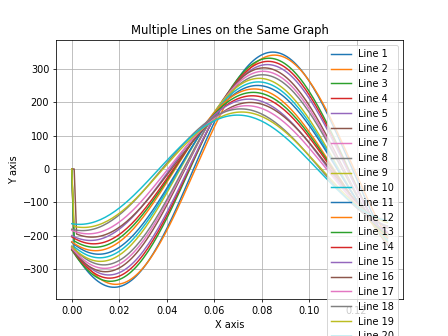 Multiple Lines on the Same Graph
Y axis
300
200
100
0
−100
−200
−300
0.00
0.02
0.04
0.06
0.08
0.10
X axis
Line 1
Line 2
Line 3
Line 4
Line 5
Line 6
Line 7
Line 8
Line 9
Line 10
Line 11
Line 12
Line 13
Line 14
Line 15
Line 16
Line 17
Line 18
Line 19
Line 20